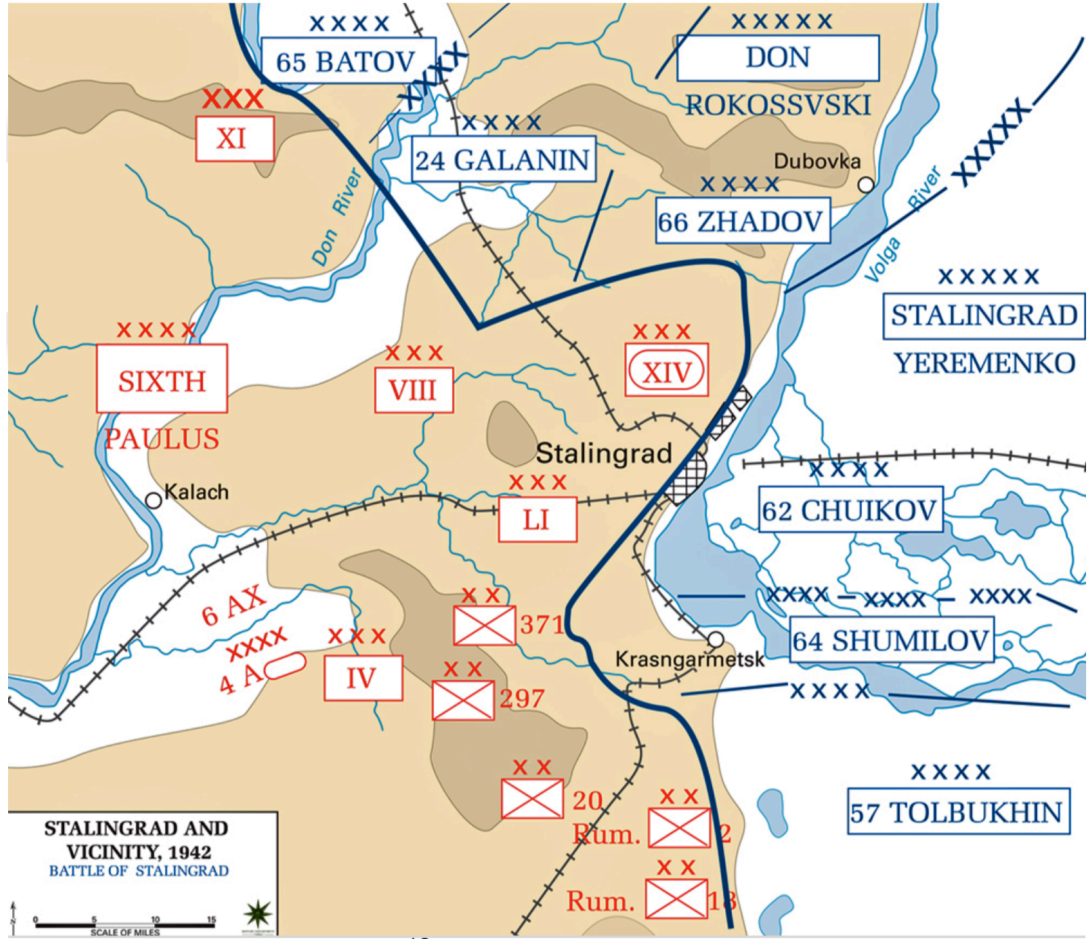 XXXX
65 BATOV
XXXX
XXXXX
DON
ROKOSSVSKI
XXX
XI
XXXX
24 GALANIN
Dubovka
XXXX
66 ZHADOV
XXXXX
Don River
Volga River
XXXXX
STALINGRAD
YEREMENKO
XXXX
SIXTH
PAULUS
XXX
VIII
XXX
XIV
Stalingrad
Kalach
XXX
LI
XXXX
62 CHUIKOV
6 AX
XXXX
4 A
XXX
IV
XX
371
XX
297
XXXX
XXXX
XXXX
64 SHUMILOV
Krasngarmetsk
XXXX
XX
20
Rum.
XX
2
Rum.
XX
18
XXXX
57 TOLBUKHIN
STALINGRAD AND
VICINITY, 1942
BATTLE OF STALINGRAD
0 5 10 15
SCALE OF MILES